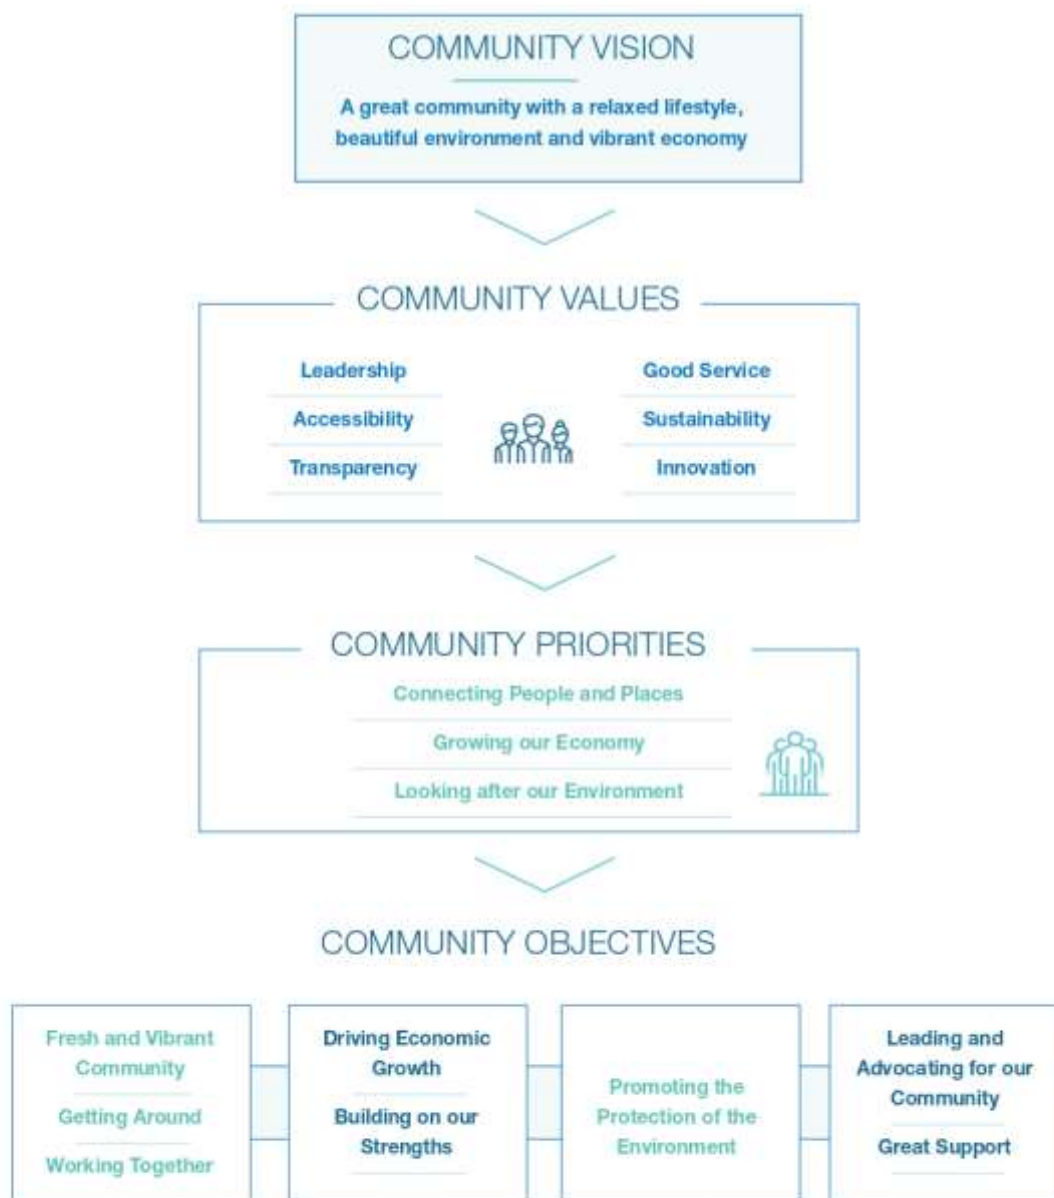 COMMUNITY VISION
A great community with a relaxed lifestyle,
beautiful environment and vibrant economy
COMMUNITY VALUES
Leadership
Accessibility
Transparency
Good Service
Sustainability
Innovation
COMMUNITY PRIORITIES
Connecting People and Places
Growing our Economy
Looking after our Environment
COMMUNITY OBJECTIVES
Fresh and Vibrant
Community
Getting Around
Working Together
Driving Economic
Growth
Building on our
Strengths
Promoting the
Protection of the
Environment
Leading and
Advocating for our
Community
Great Support